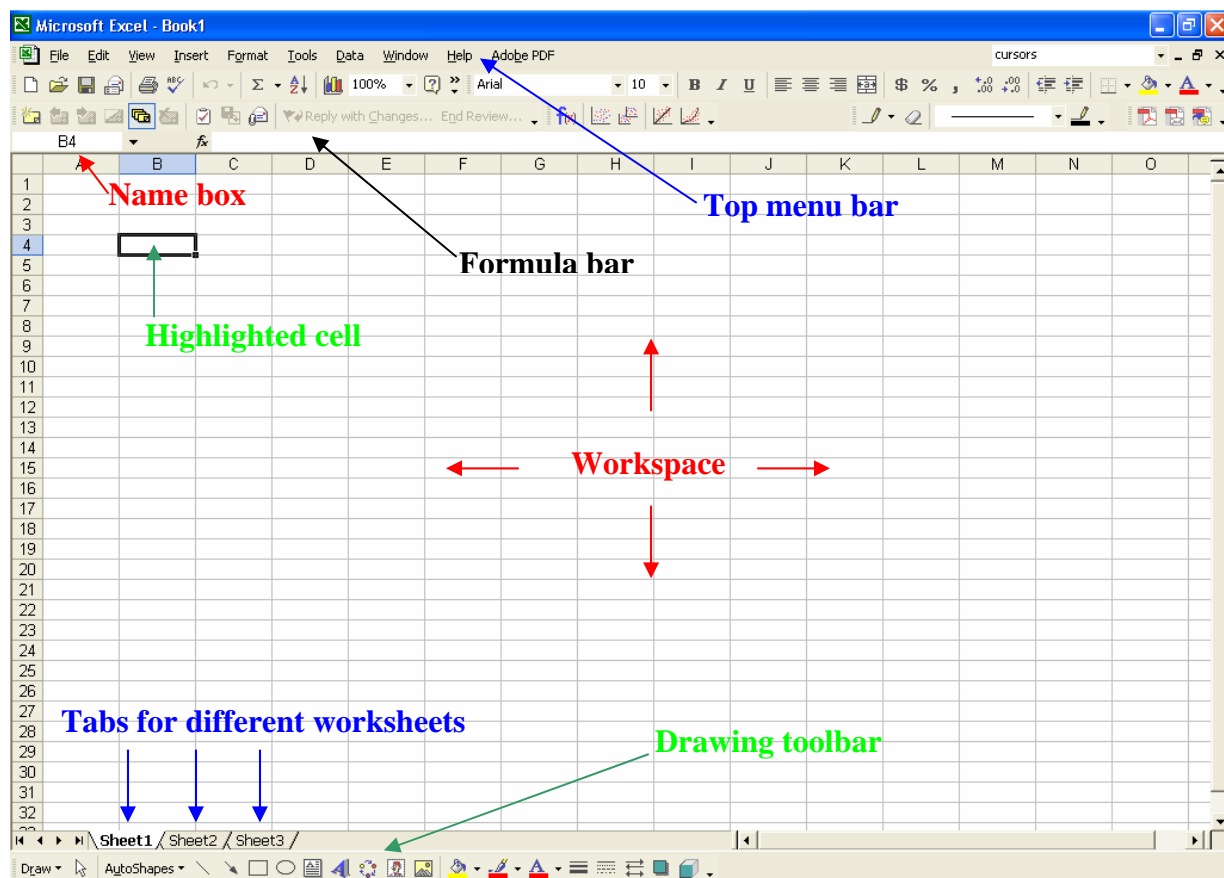 Microsoft Excel - Book1
File Edit View Insert Format Tools Data Window Help Adobe PDF cursors
Σ 100% » Arial 10 B I U $ % ,
Reply with Changes... End Review...
B4 fx
A B C D E F G H I J K L M N O
1
Name box
2
Top menu bar
3
4
5
Formula bar
6
7
8
Highlighted cell
9
10
11
12
13
14
15
Workspace
16
17
18
19
20
21
22
23
24
25
26
27
Tabs for different worksheets
28
29
Drawing toolbar
30
31
32
Sheet1 Sheet2 Sheet3
Draw AutoShapes A